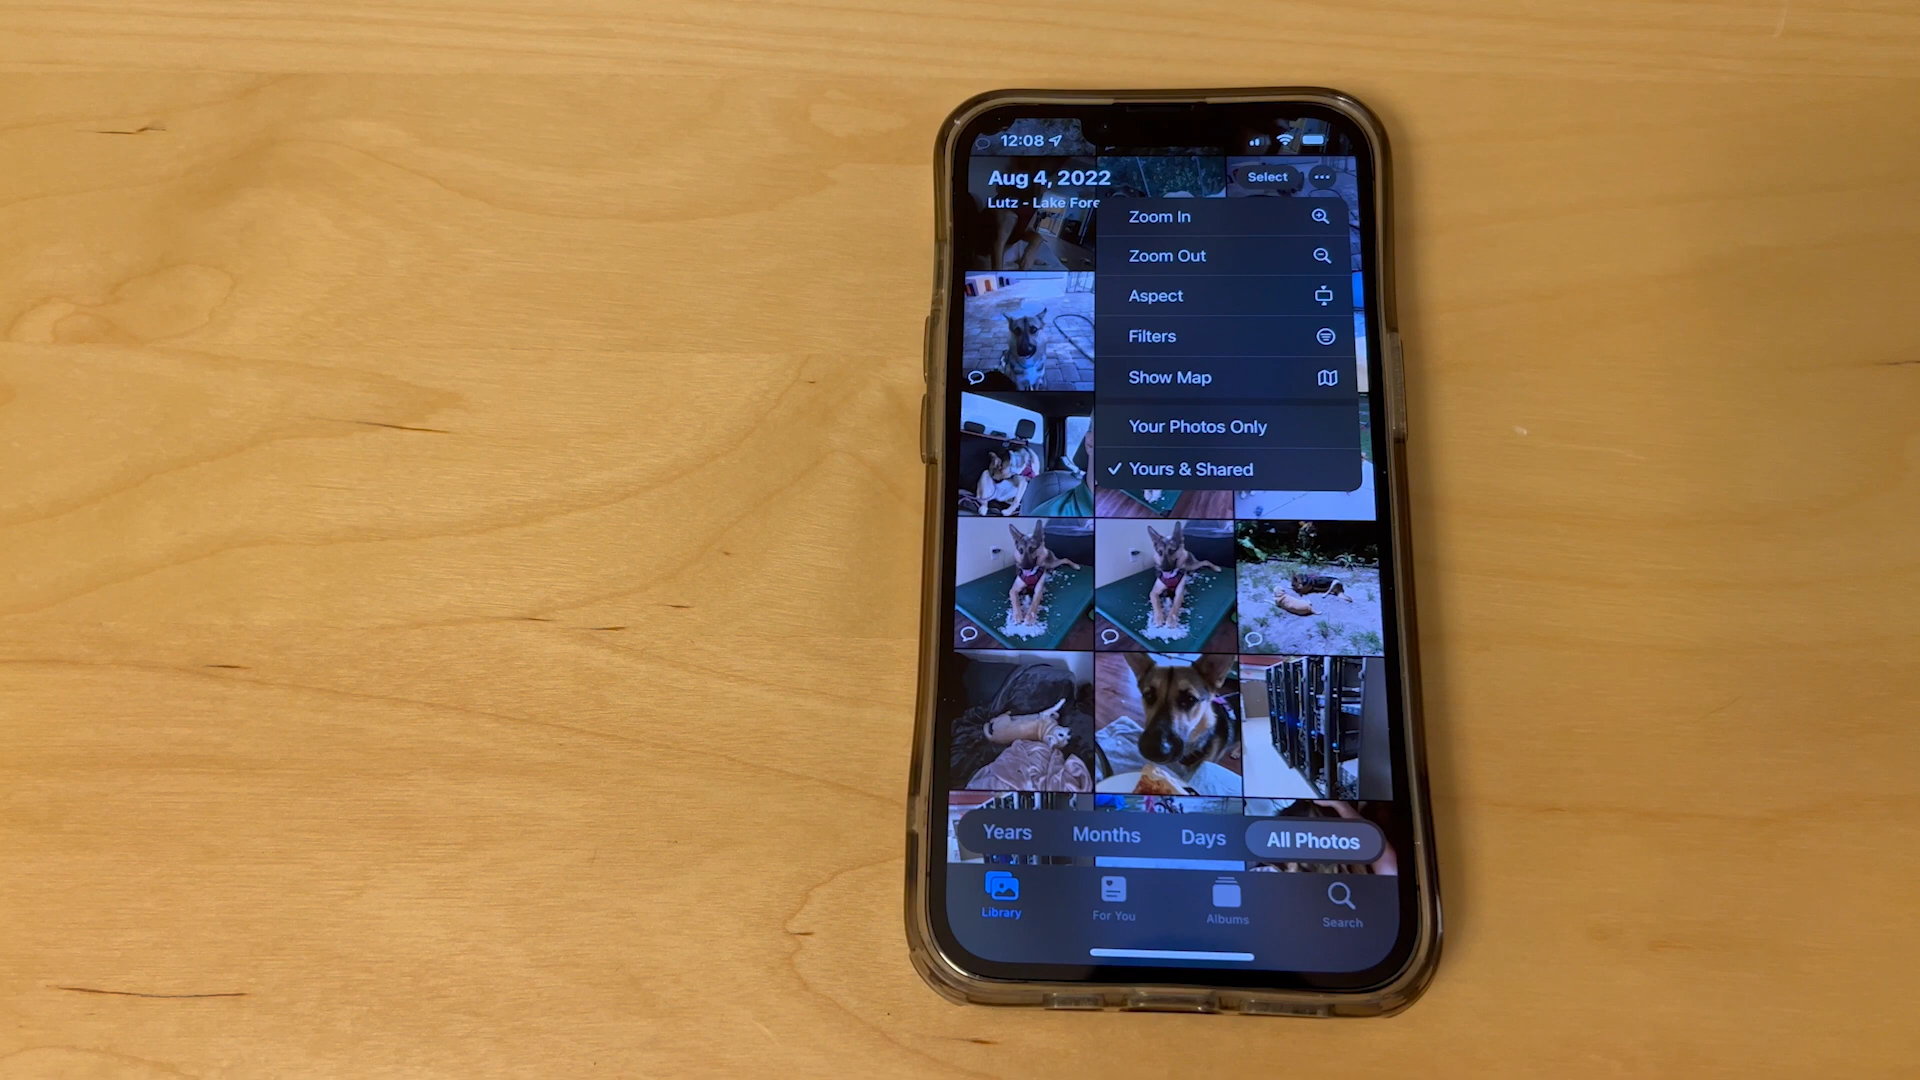 12:08
Aug 4, 2022
Select
Lutz - Lake Fore
Zoom In
Zoom Out
Aspect
Filters
Show Map
Your Photos Only
✓ Yours & Shared
Years
Months
Days
All Photos
Library
For You
Albums
Search